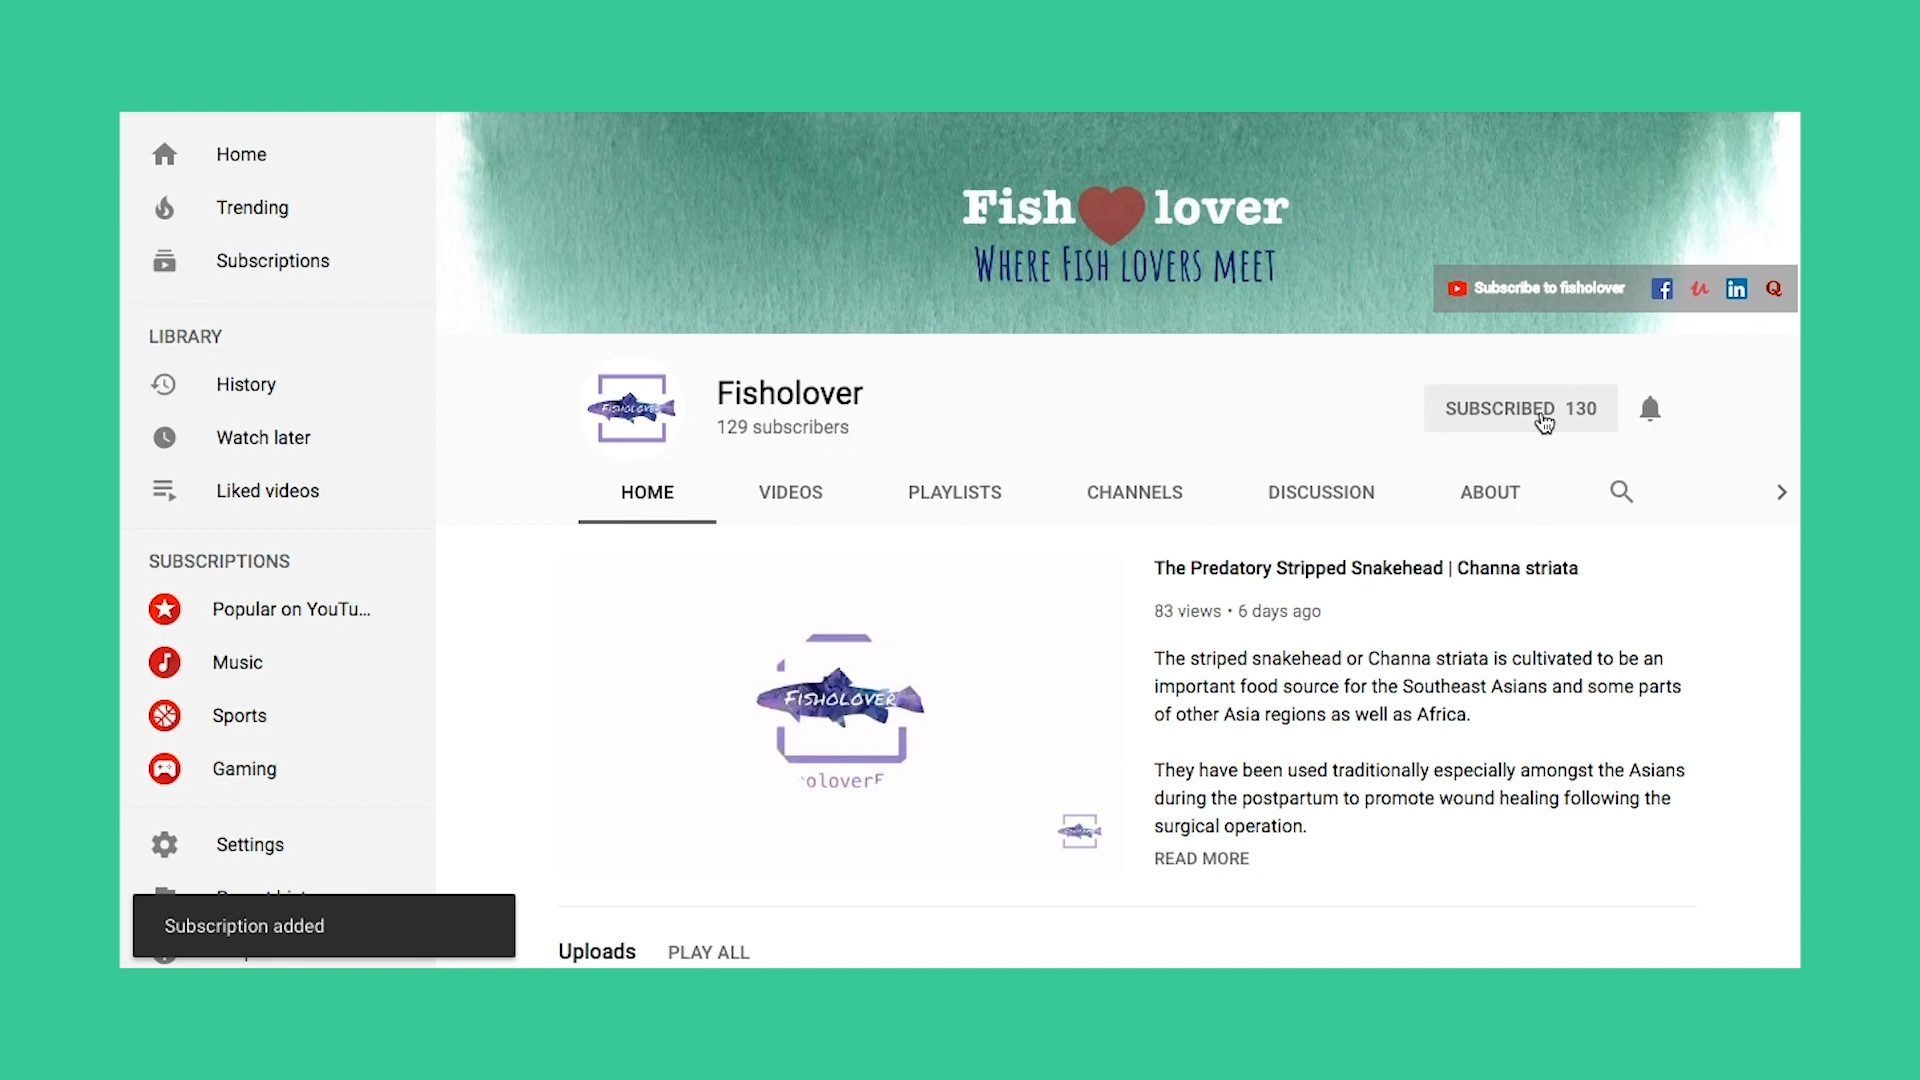 Home
Trending
Subscriptions
LIBRARY
History
Watch later
Liked videos
SUBSCRIPTIONS
Popular on YouTu...
Music
Sports
Gaming
Settings
Subscription added
Fish lover
WHERE FISH LOVERS MEET
Subscribe to fisholover
FISHOLOVER
Fisholover
129 subscribers
SUBSCRIBED 130
HOME VIDEOS PLAYLISTS CHANNELS DISCUSSION ABOUT
FISHOLOVER
oloverF
The Predatory Stripped Snakehead | Channa striata
83 views • 6 days ago
The striped snakehead or Channa striata is cultivated to be an
important food source for the Southeast Asians and some parts
of other Asia regions as well as Africa.
They have been used traditionally especially amongst the Asians
during the postpartum to promote wound healing following the
surgical operation.
READ MORE
Uploads PLAY ALL